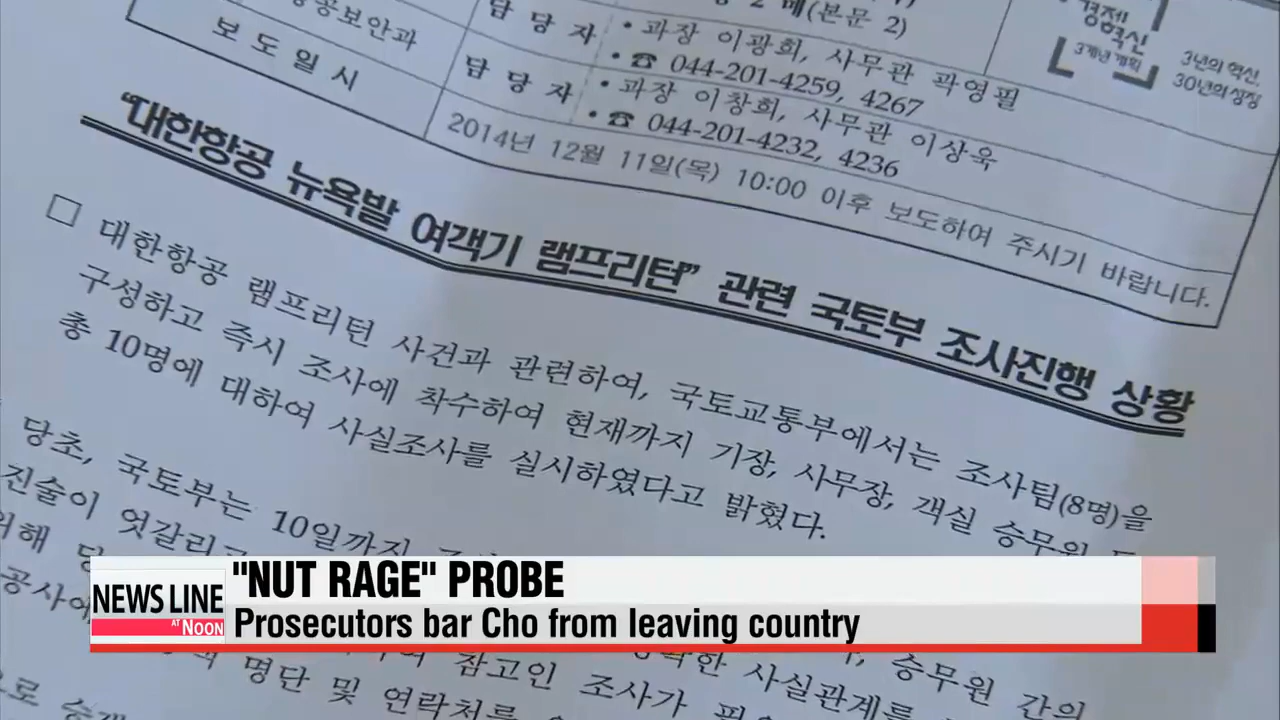 2 매(본문 2)
담 당 자
• 과장 이광희, 사무관 곽영필
• ☎ 044-201-4259, 4267
항공보안과
담 당 자
• 과장 이창희, 사무관 이상욱
• ☎ 044-201-4232, 4236
보 도 일 시
2014년 12월 11일(목) 10:00 이후 보도하여 주시기 바랍니다.
경제
혁신
3개년 계획
3년의 혁신,
30년의 성장
“대한항공 뉴욕발 여객기 램프리턴” 관련 국토부 조사진행 상황
□ 대한항공 램프리턴 사건과 관련하여, 국토교통부에서는 조사팀(8명)을
구성하고 즉시 조사에 착수하여 현재까지 기장, 사무장, 객실 승무원 등
총 10명에 대하여 사실조사를 실시하였다고 밝혔다.
당초, 국토부는 10일까지
진술이 엇갈리고
승무원 간의
사실관계를
참고인 조사가
명단 및 연락처를
"NUT RAGE" PROBE
NEWS LINE
AT NOON
Prosecutors bar Cho from leaving country